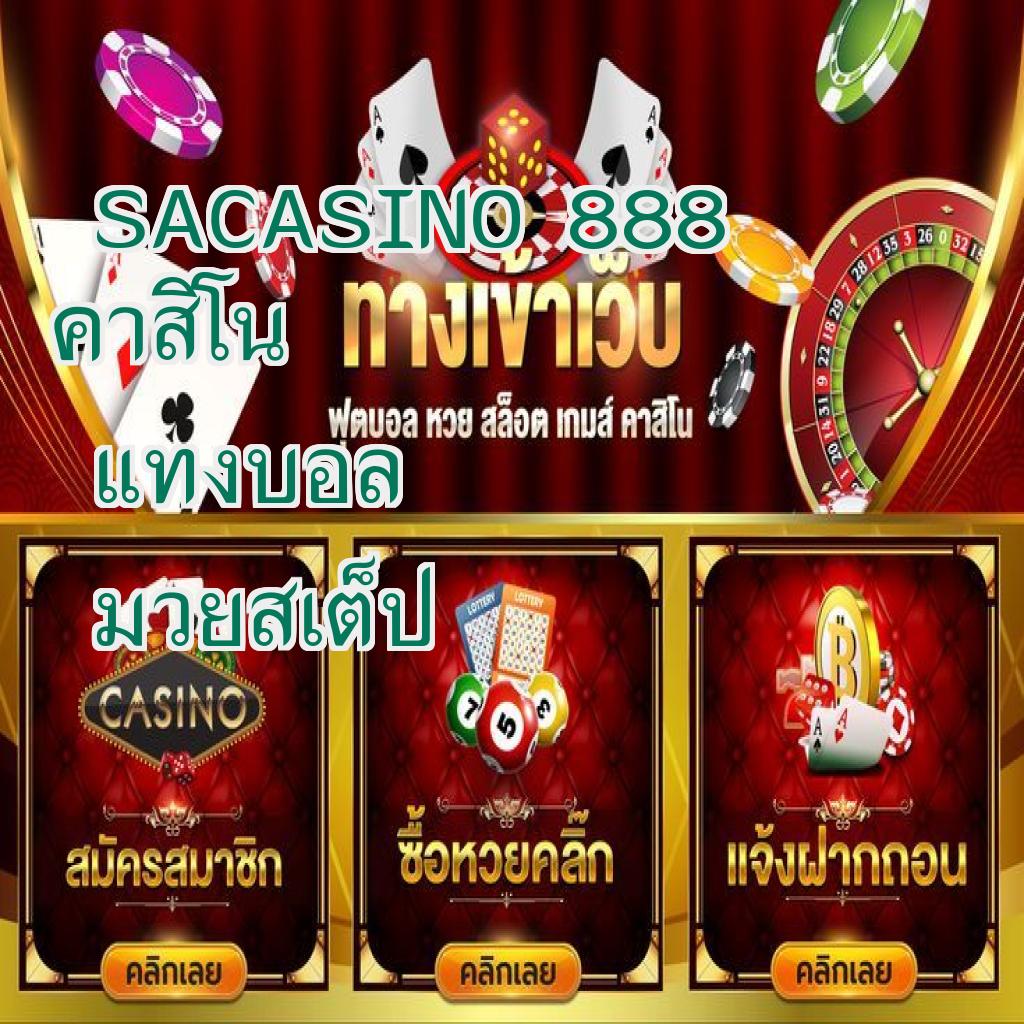 SACASINO 888
คาสิโน
ทางเข้าเว็บ
ฟุตบอล หวย สล็อต เกมส์ คาสิโน
แทงบอล
มวยสเต็ป
CASINO
LOTTERY
LOTTERY
7 5 3
B
สมัครสมาชิก
ซื้อหวยคลิ๊ก
แจ้งฝากถอน
คลิกเลย
คลิกเลย
คลิกเลย